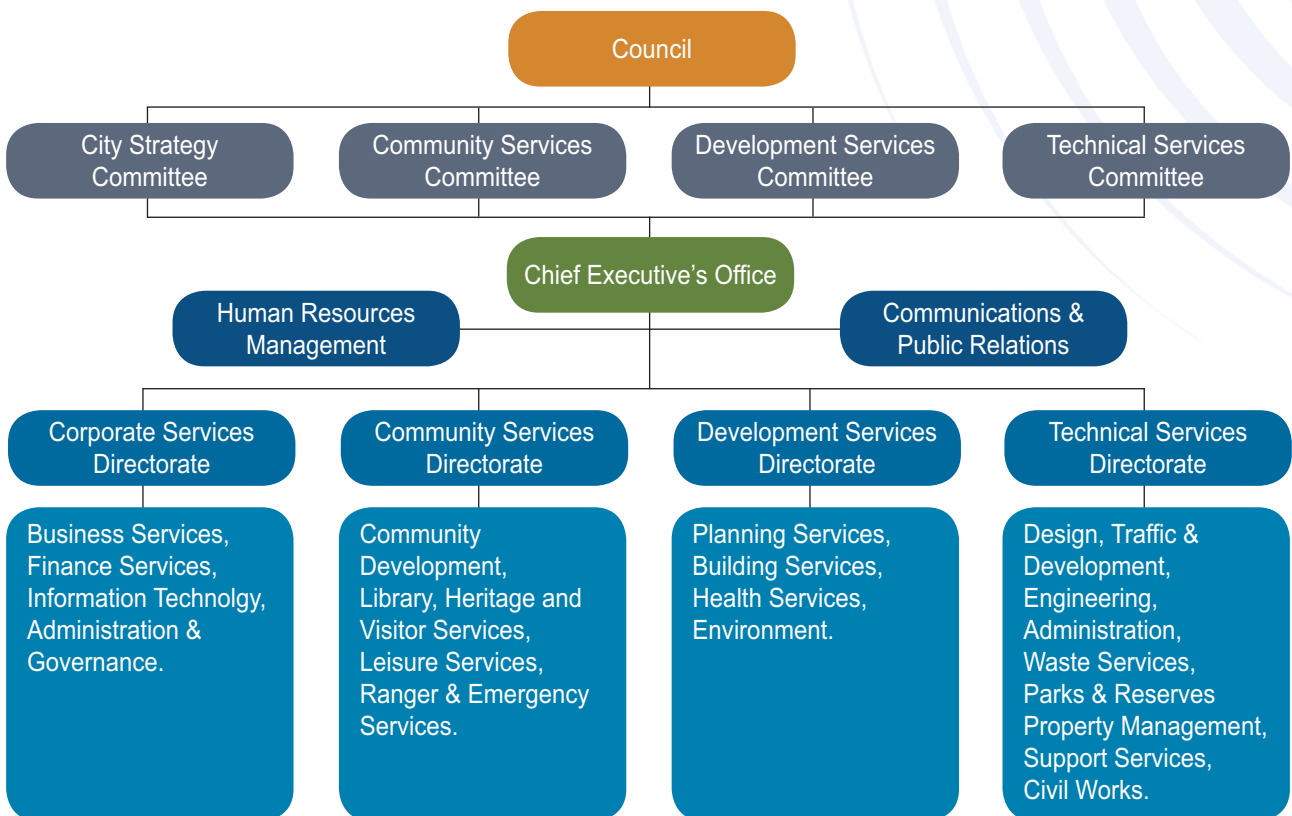 Council
City Strategy
Committee
Community Services
Committee
Development Services
Committee
Technical Services
Committee
Chief Executive's Office
Human Resources
Management
Communications &
Public Relations
Corporate Services
Directorate
Community Services
Directorate
Development Services
Directorate
Technical Services
Directorate
Business Services,
Finance Services,
Information Technolgy,
Administration &
Governance.
Community
Development,
Library, Heritage and
Visitor Services,
Leisure Services,
Ranger & Emergency
Services.
Planning Services,
Building Services,
Health Services,
Environment.
Design, Traffic &
Development,
Engineering,
Administration,
Waste Services,
Parks & Reserves
Property Management,
Support Services,
Civil Works.